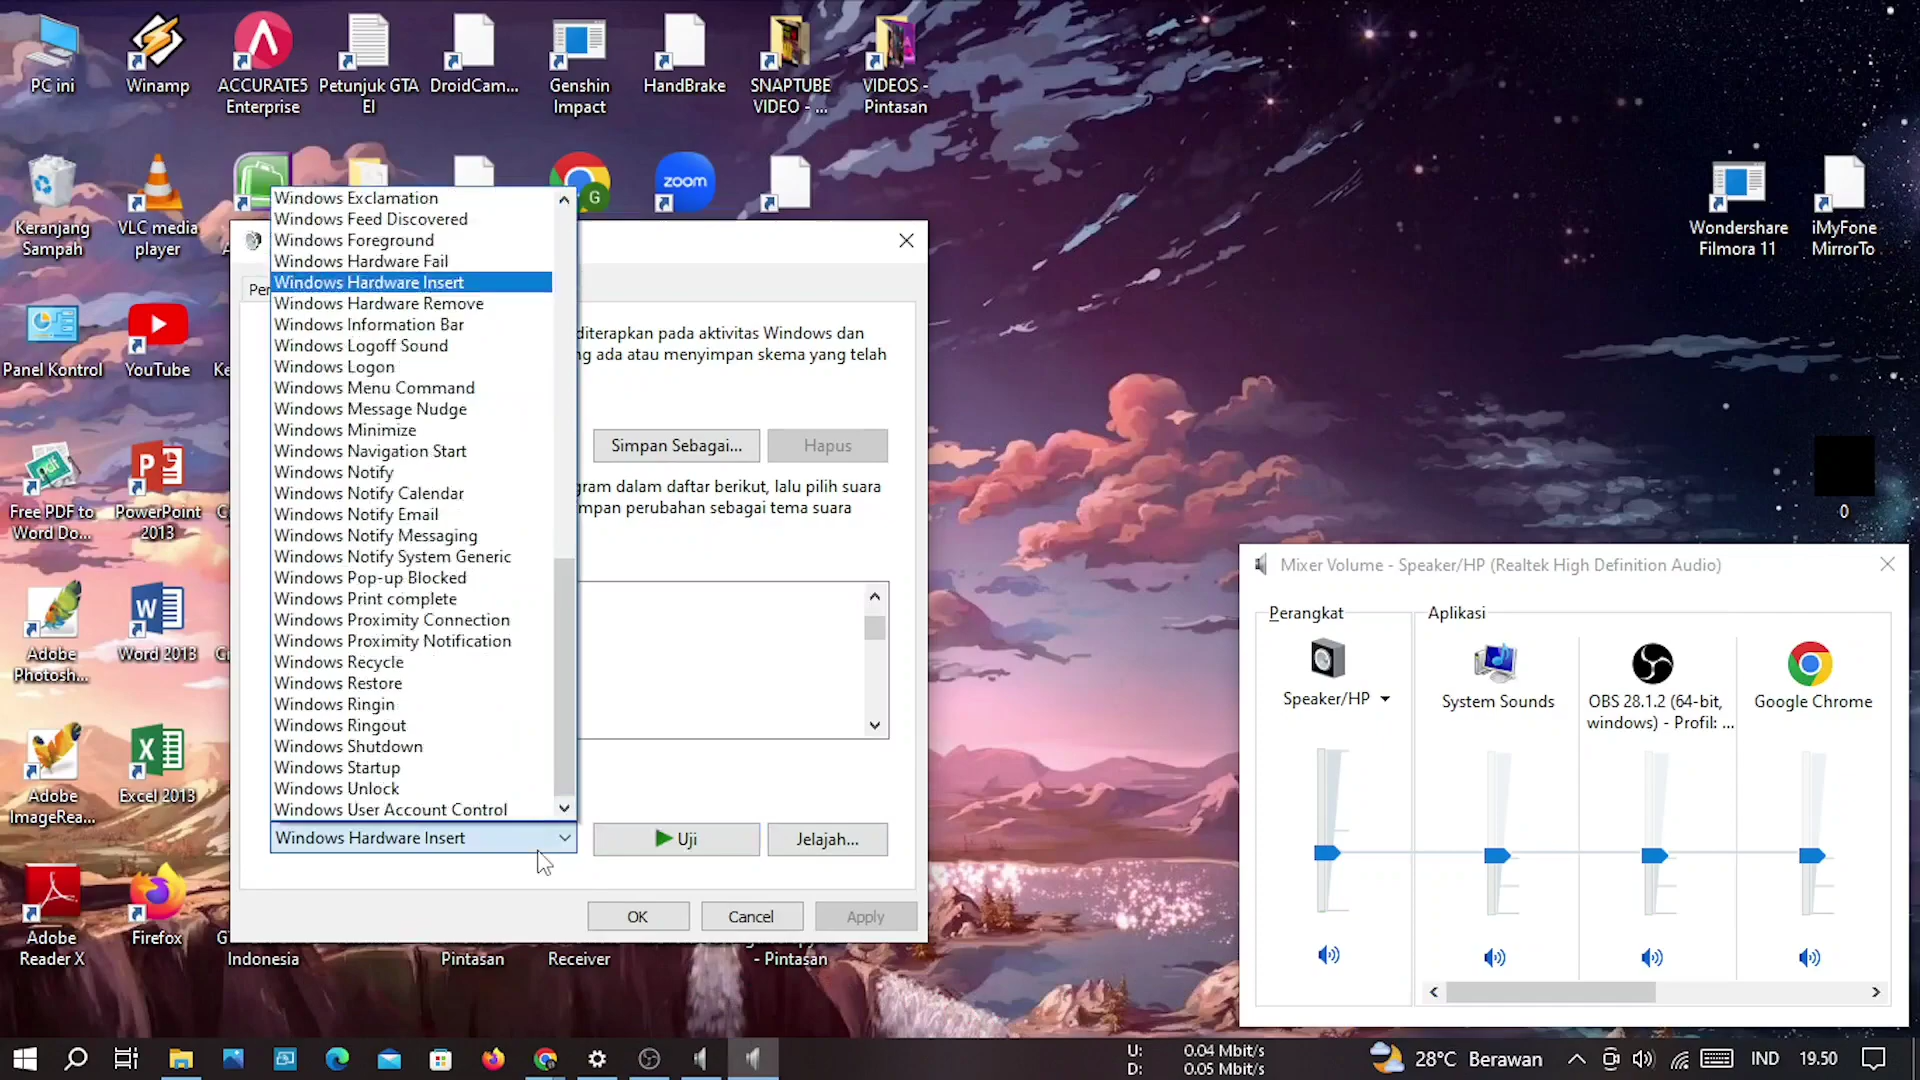 PC ini
Winamp
ACCURATE5
Enterprise
Petunjuk GTA
EI
DroidCam...
Genshin
Impact
HandBrake
SNAPTUBE
VIDEO - ...
VIDEOS -
Pintasan
Keranjang
Sampah
VLC media
player
zoom
G
Wondershare
Filmora 11
iMyFone
MirrorTo
Panel Kontrol
YouTube
Ke
Free PDF to
Word Do...
PowerPoint
2013
0
Adobe
Photosh...
Word 2013
Adobe
ImageRea...
Excel 2013
Adobe
Reader X
Firefox
Indonesia
Pintasan
Receiver
- Pintasan
Per
Windows Exclamation
Windows Feed Discovered
Windows Foreground
Windows Hardware Fail
Windows Hardware Insert
Windows Hardware Remove
Windows Information Bar
Windows Logoff Sound
Windows Logon
Windows Menu Command
Windows Message Nudge
Windows Minimize
Windows Navigation Start
Windows Notify
Windows Notify Calendar
Windows Notify Email
Windows Notify Messaging
Windows Notify System Generic
Windows Pop-up Blocked
Windows Print complete
Windows Proximity Connection
Windows Proximity Notification
Windows Recycle
Windows Restore
Windows Ringin
Windows Ringout
Windows Shutdown
Windows Startup
Windows Unlock
Windows User Account Control
Windows Hardware Insert
diterapkan pada aktivitas Windows dan
ng ada atau menyimpan skema yang telah
Simpan Sebagai...
Hapus
gram dalam daftar berikut, lalu pilih suara
mpan perubahan sebagai tema suara
Uji
Jelajah...
OK
Cancel
Apply
Mixer Volume - Speaker/HP (Realtek High Definition Audio)
Perangkat
Aplikasi
Speaker/HP
System Sounds
OBS 28.1.2 (64-bit,
windows) - Profil: ...
Google Chrome
U: 0.04 Mbit/s
D: 0.05 Mbit/s
28°C Berawan
IND
19.50